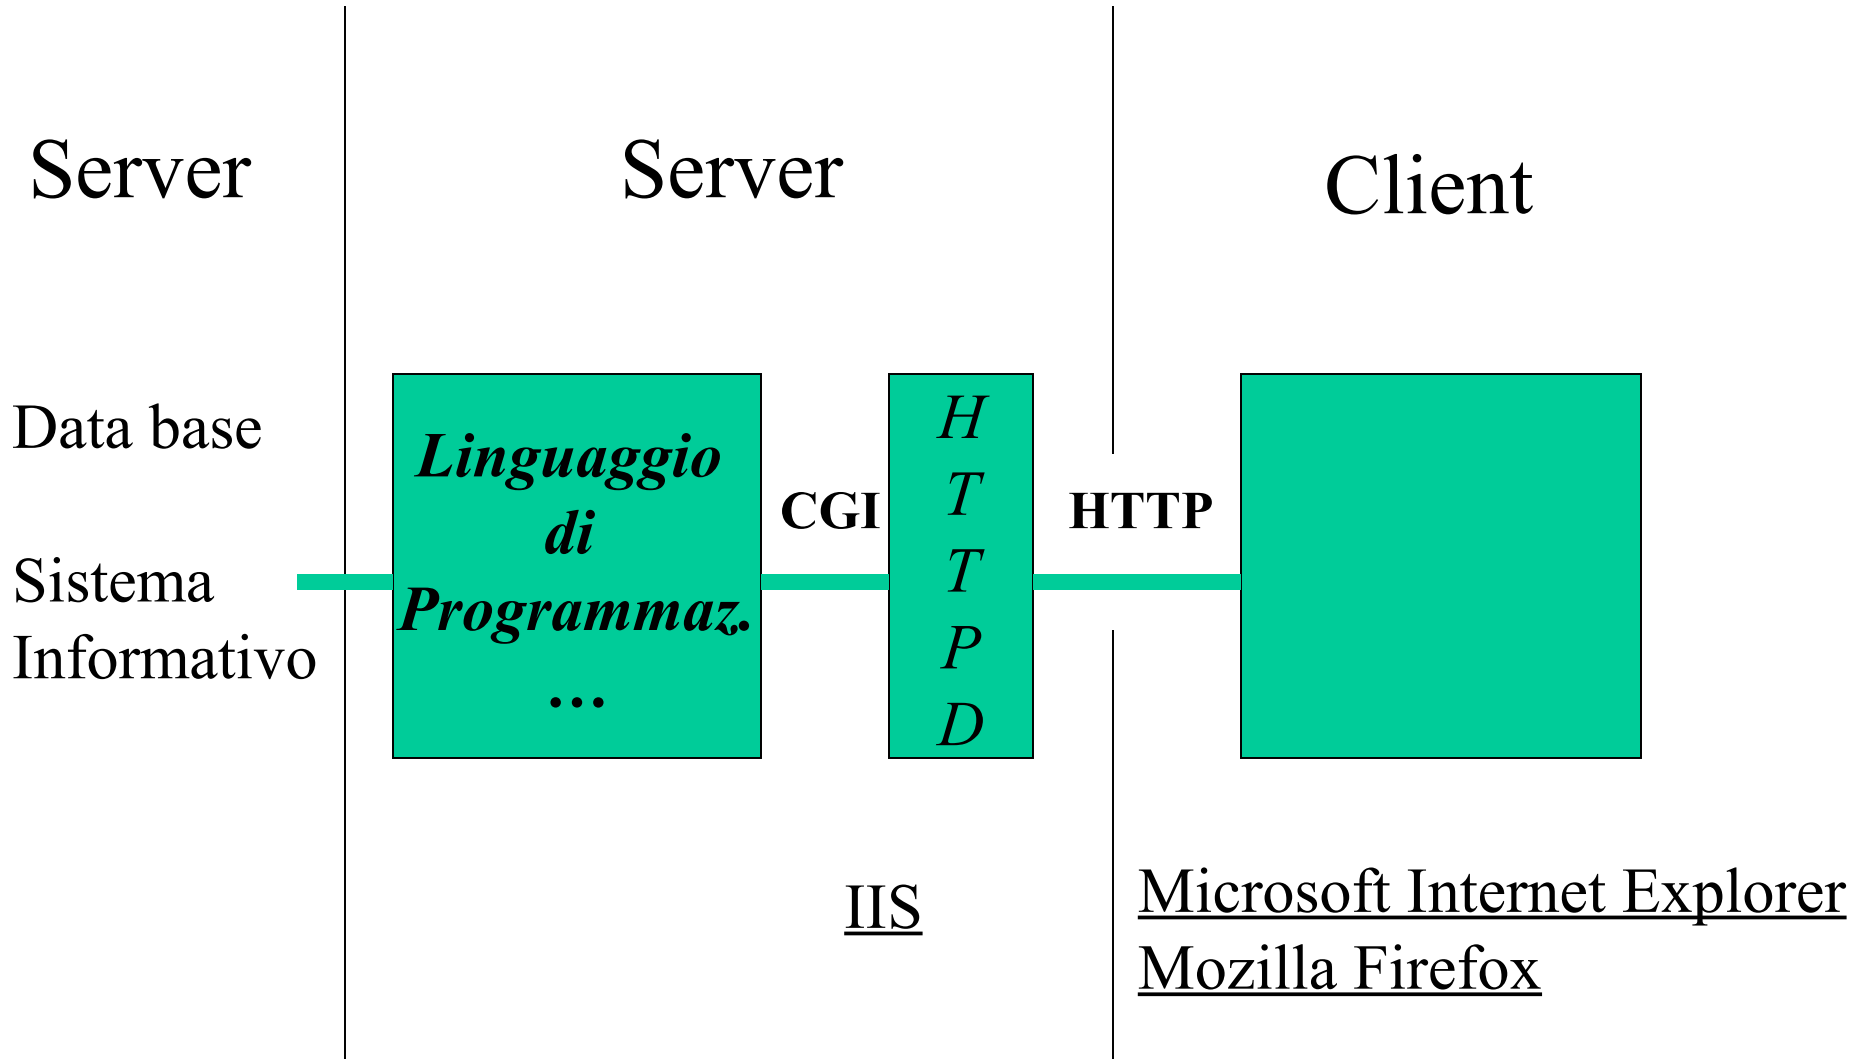 Server
Server
Client
Data base
Sistema
Informativo
Linguaggio
di
Programmaz.
...
CGI
H
T
T
P
D
HTTP
IIS
Microsoft Internet Explorer
Mozilla Firefox